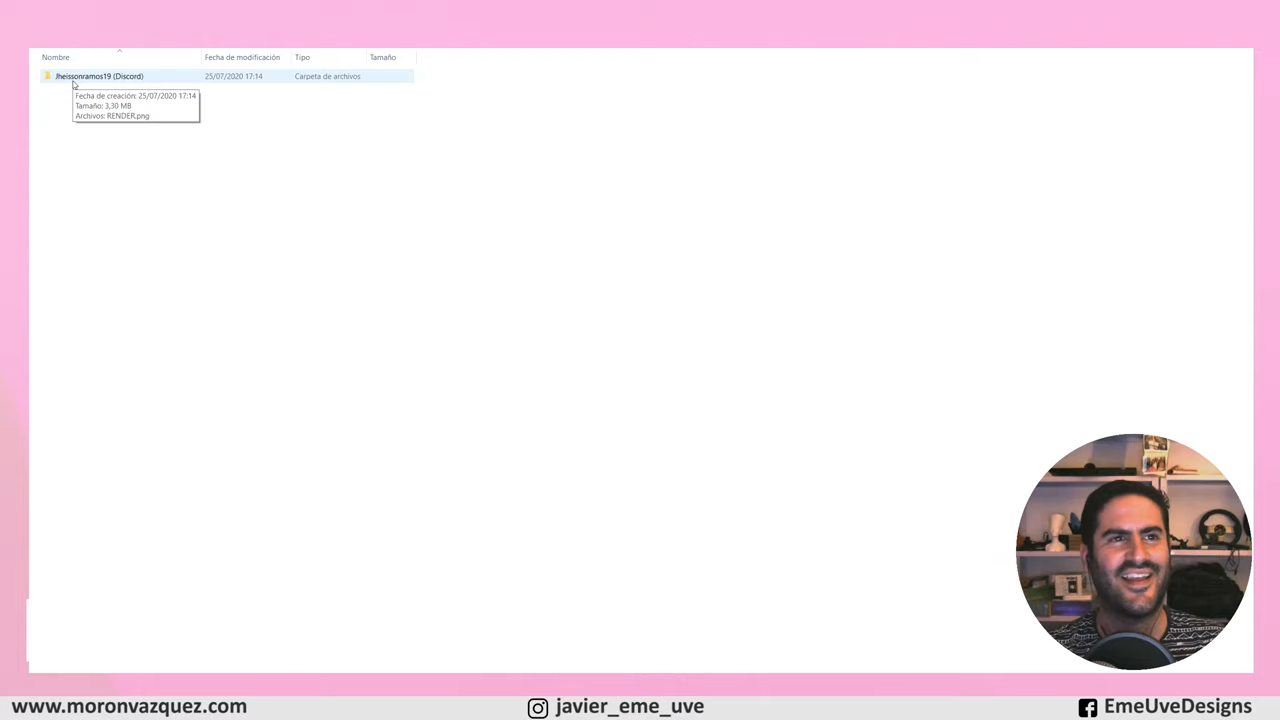 Nombre Fecha de modificación Tipo Tamaño
Jheissonramos19 (Discord) 25/07/2020 17:14 Carpeta de archivos
Fecha de creación: 25/07/2020 17:14
Tamaño: 3,30 MB
Archivos: RENDER.png
www.moronvazquez.com javier_eme_uve EmeUveDesigns